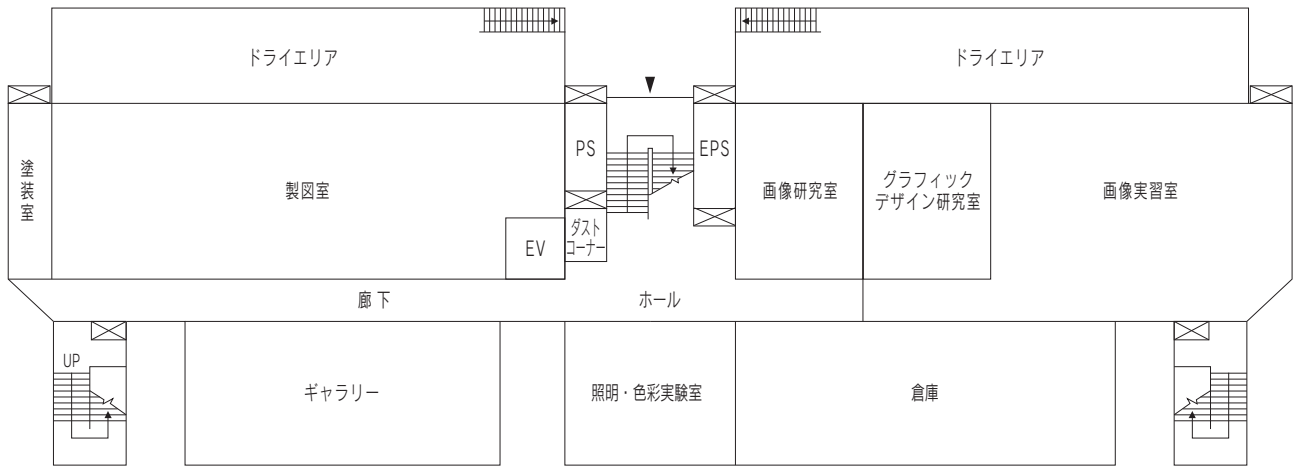 ドライエリア
ドライエリア
塗装室
製図室
PS
EPS
画像研究室
グラフィック
デザイン研究室
画像実習室
EV
ダスト
コーナー
廊下
ホール
UP
ギャラリー
照明・色彩実験室
倉庫